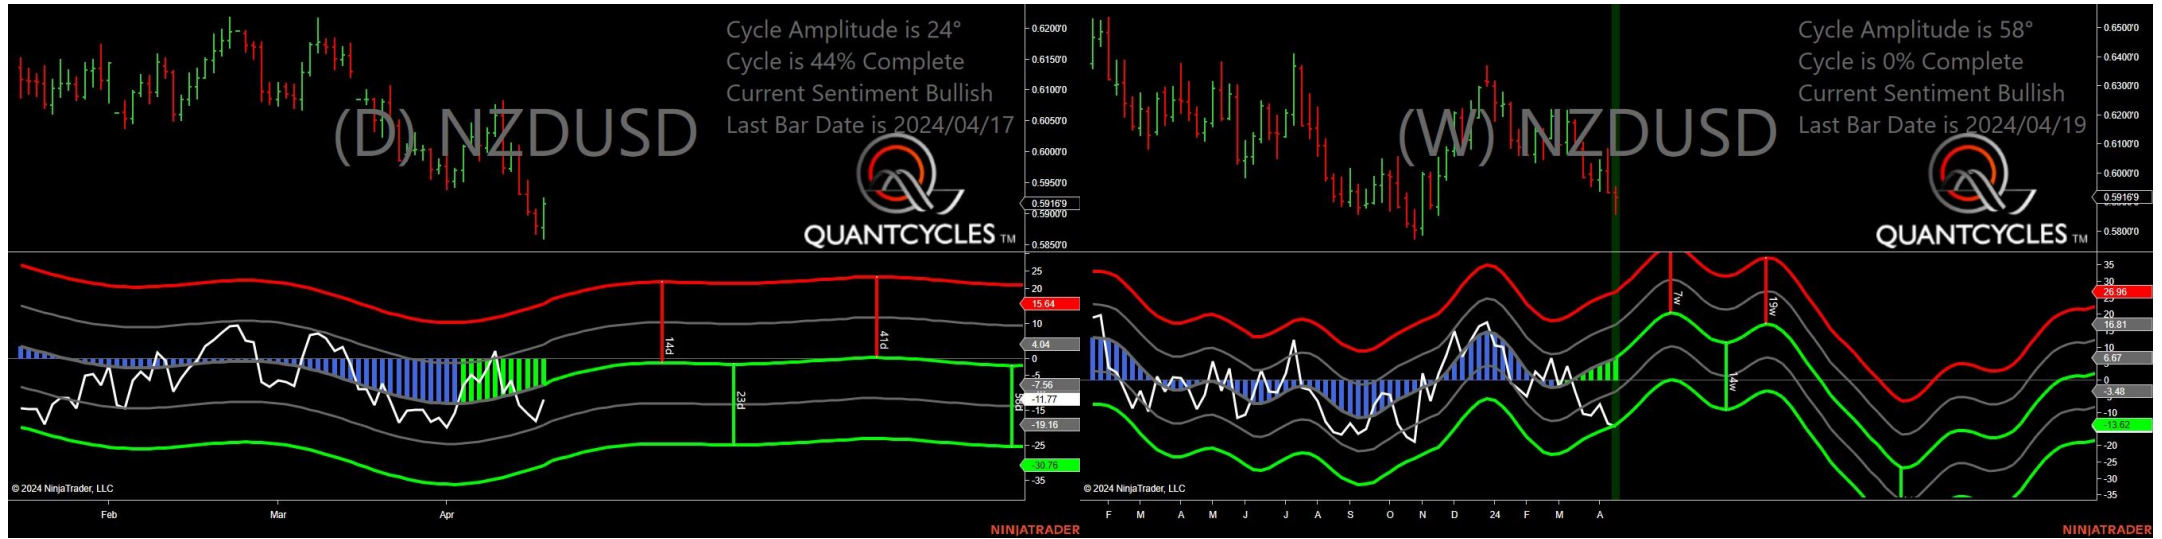 Cycle Amplitude is 24°
Cycle is 44% Complete
Current Sentiment Bullish
Last Bar Date is 2024/04/17
(D) NZDUSD
QUANTCYCLES TM
0.6200'0
0.6150'0
0.6100'0
0.6050'0
0.6000'0
0.5950'0
0.5916'9
0.5900'0
0.5850'0
25
20
15.64
10
4.04
0
-5
-7.56
-11.77
-15
-19.16
-25
-30.76
-35
14d
23d
41d
© 2024 NinjaTrader, LLC
Feb Mar Apr
NINJATRADER
Cycle Amplitude is 58°
Cycle is 0% Complete
Current Sentiment Bullish
Last Bar Date is 2024/04/19
(W) NZDUSD
QUANTCYCLES TM
0.6500'0
0.6400'0
0.6300'0
0.6200'0
0.6100'0
0.6000'0
0.5916'9
0.5800'0
35
30
26.96
20
16.81
10
6.67
0
-3.48
-10
-13.62
-20
-25
-30
-35
7w
14w
19w
© 2024 NinjaTrader, LLC
F M A M J J A S O N D 24 F M A
NINJATRADER